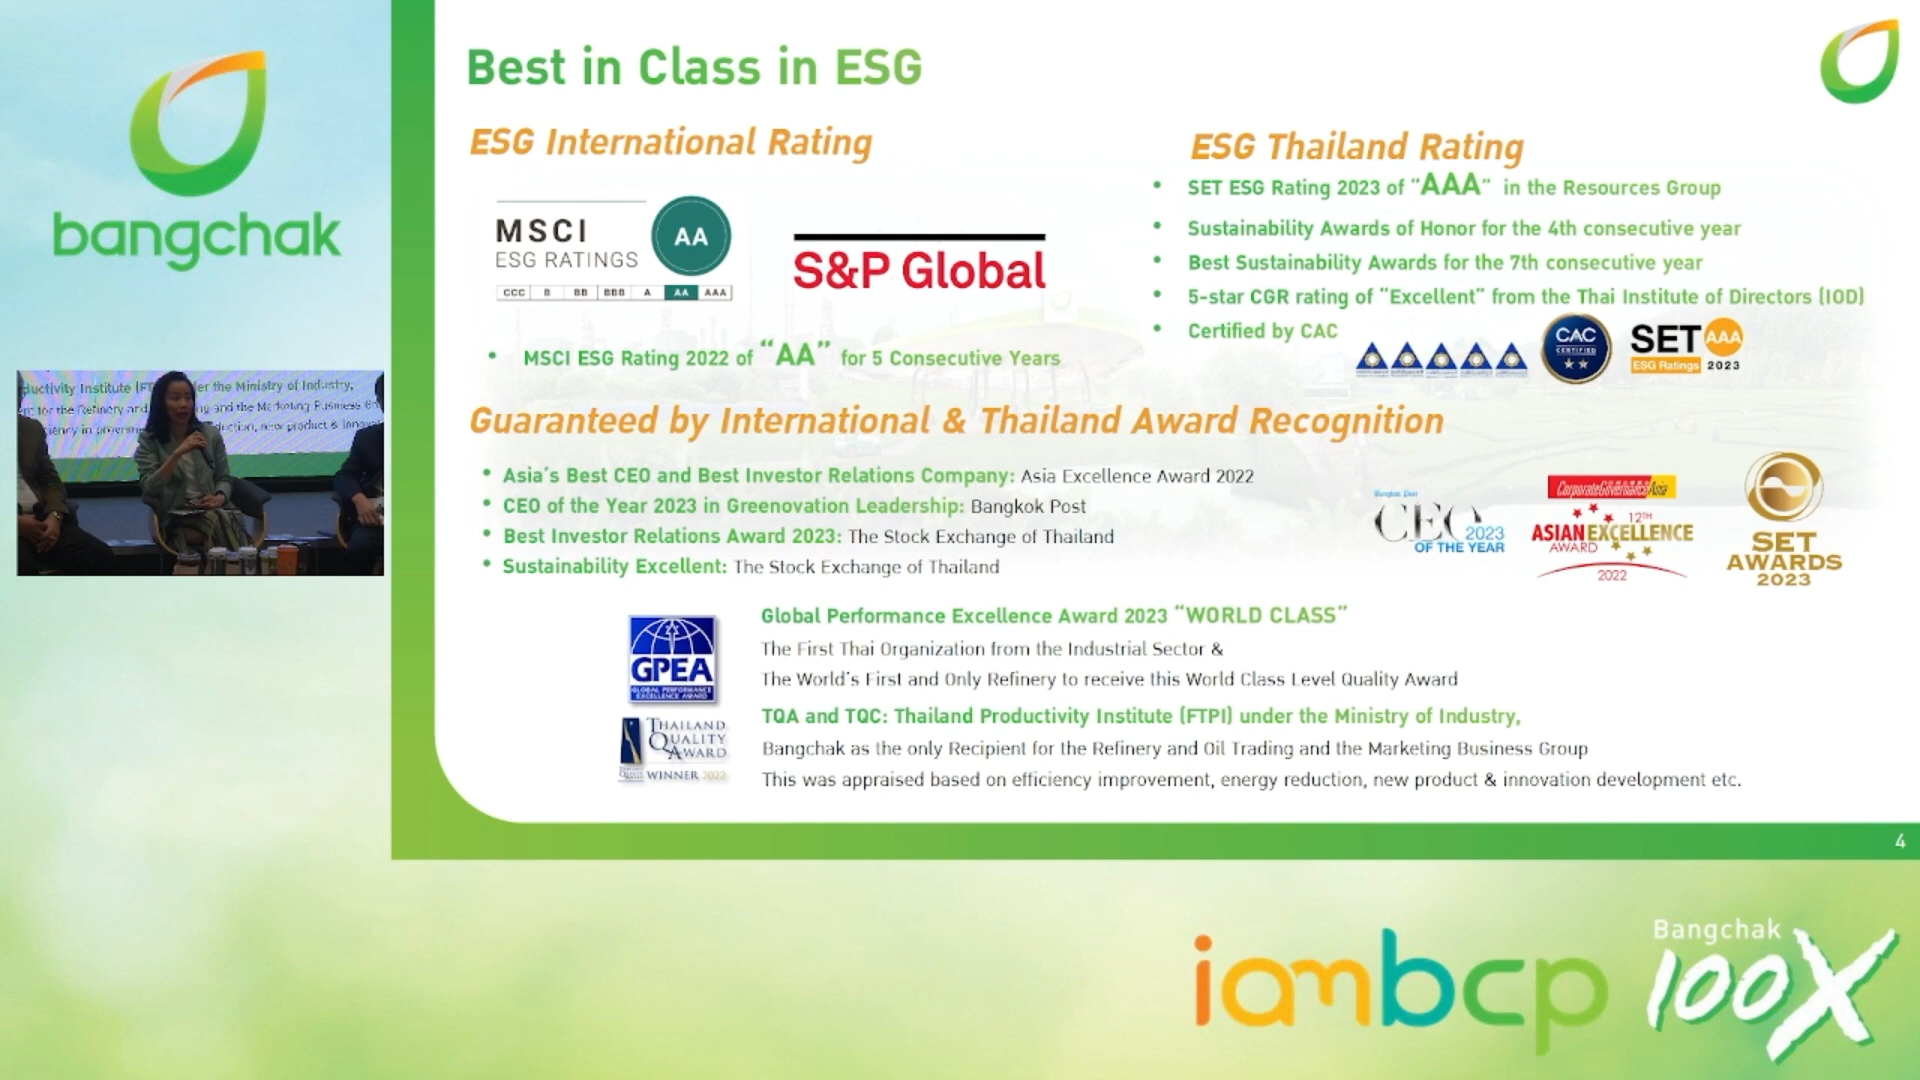 bangchak
Best in Class in ESG
ESG International Rating
MSCI
ESG RATINGS
AA
CCC B BB BBB A AA AAA
S&P Global
• MSCI ESG Rating 2022 of “AA” for 5 Consecutive Years
ESG Thailand Rating
• SET ESG Rating 2023 of “AAA” in the Resources Group
• Sustainability Awards of Honor for the 4th consecutive year
• Best Sustainability Awards for the 7th consecutive year
• 5-star CGR rating of “Excellent” from the Thai Institute of Directors (IOD)
• Certified by CAC
CAC
CERTIFIED
SET AAA
ESG Ratings 2023
Guaranteed by International & Thailand Award Recognition
• Asia’s Best CEO and Best Investor Relations Company: Asia Excellence Award 2022
• CEO of the Year 2023 in Greenovation Leadership: Bangkok Post
• Best Investor Relations Award 2023: The Stock Exchange of Thailand
• Sustainability Excellent: The Stock Exchange of Thailand
Bangkok Post
CEO 2023
OF THE YEAR
CorporateGovernanceAsia
12TH
ASIAN EXCELLENCE
AWARD
2022
SET
AWARDS
2023
GPEA
GLOBAL PERFORMANCE
EXCELLENCE AWARD
Global Performance Excellence Award 2023 “WORLD CLASS”
The First Thai Organization from the Industrial Sector &
The World’s First and Only Refinery to receive this World Class Level Quality Award
THAILAND
QUALITY
AWARD
WINNER 2022
TQA and TQC: Thailand Productivity Institute (FTPI) under the Ministry of Industry,
Bangchak as the only Recipient for the Refinery and Oil Trading and the Marketing Business Group
This was appraised based on efficiency improvement, energy reduction, new product & innovation development etc.
4
iambcp
Bangchak
100X